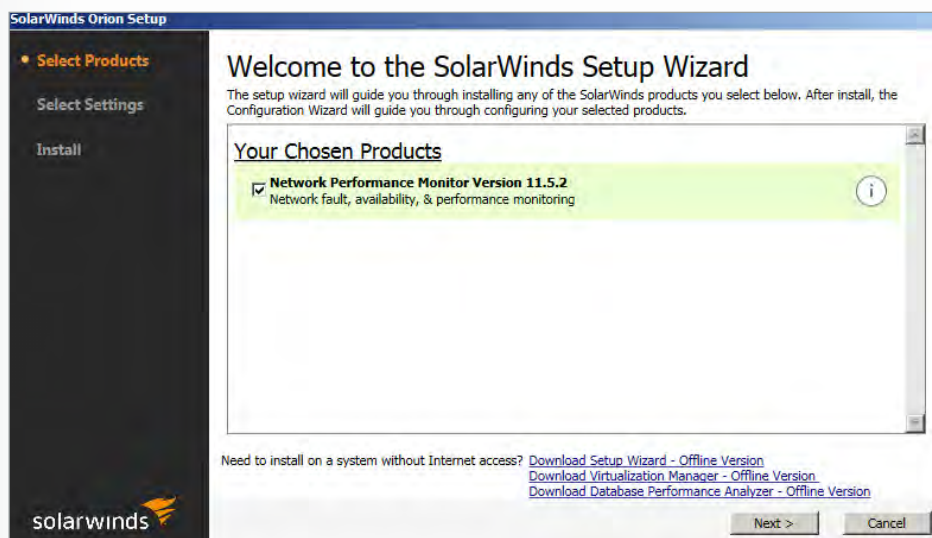 SolarWinds Orion Setup
Select Products
Select Settings
Install
Welcome to the SolarWinds Setup Wizard
The setup wizard will guide you through installing any of the SolarWinds products you select below. After install, the
Configuration Wizard will guide you through configuring your selected products.
Your Chosen Products
Network Performance Monitor Version 11.5.2
Network fault, availability, & performance monitoring
i
Need to install on a system without Internet access? Download Setup Wizard - Offline Version
Download Virtualization Manager - Offline Version
Download Database Performance Analyzer - Offline Version
solarwinds
Next >
Cancel